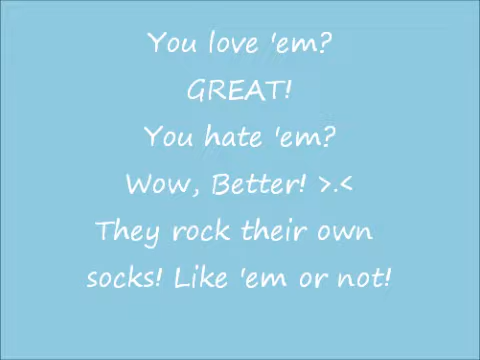 You love 'em?
GREAT!
You hate 'em?
Wow, Better! >.<
They rock their own
socks! Like 'em or not!